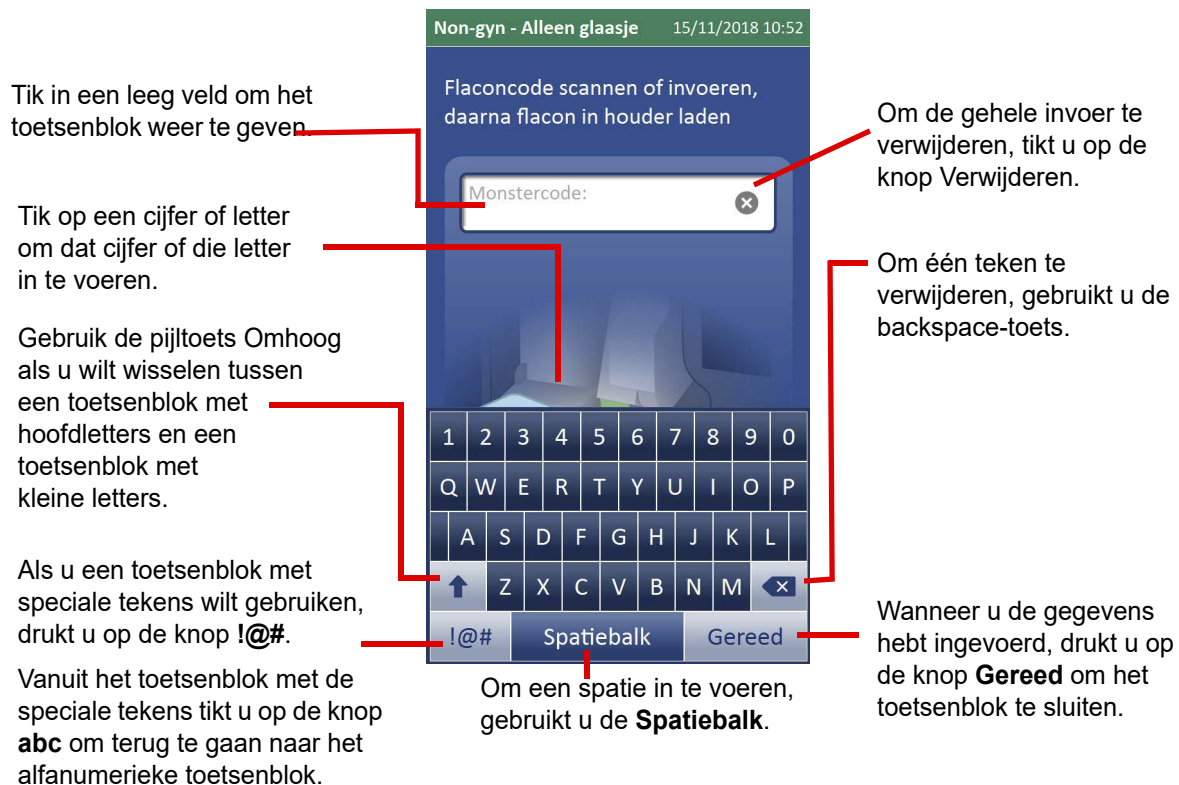 Non-gyn - Alleen glaasje 15/11/2018 10:52
Flaconcode scannen of invoeren,
daarna flacon in houder laden
Monstercode:
1 2 3 4 5 6 7 8 9 0
Q W E R T Y U I O P
A S D F G H J K L
Z X C V B N M
!@# Spatiebalk Gereed
Tik in een leeg veld om het
toetsenblok weer te geven.
Tik op een cijfer of letter
om dat cijfer of die letter
in te voeren.
Gebruik de pijltoets Omhoog
als u wilt wisselen tussen
een toetsenblok met
hoofdletters en een
toetsenblok met
kleine letters.
Als u een toetsenblok met
speciale tekens wilt gebruiken,
drukt u op de knop !@#.
Vanuit het toetsenblok met de
speciale tekens tikt u op de knop
abc om terug te gaan naar het
alfanumerieke toetsenblok.
Om een spatie in te voeren,
gebruikt u de Spatiebalk.
Om de gehele invoer te
verwijderen, tikt u op de
knop Verwijderen.
Om één teken te
verwijderen, gebruikt u de
backspace-toets.
Wanneer u de gegevens
hebt ingevoerd, drukt u op
de knop Gereed om het
toetsenblok te sluiten.